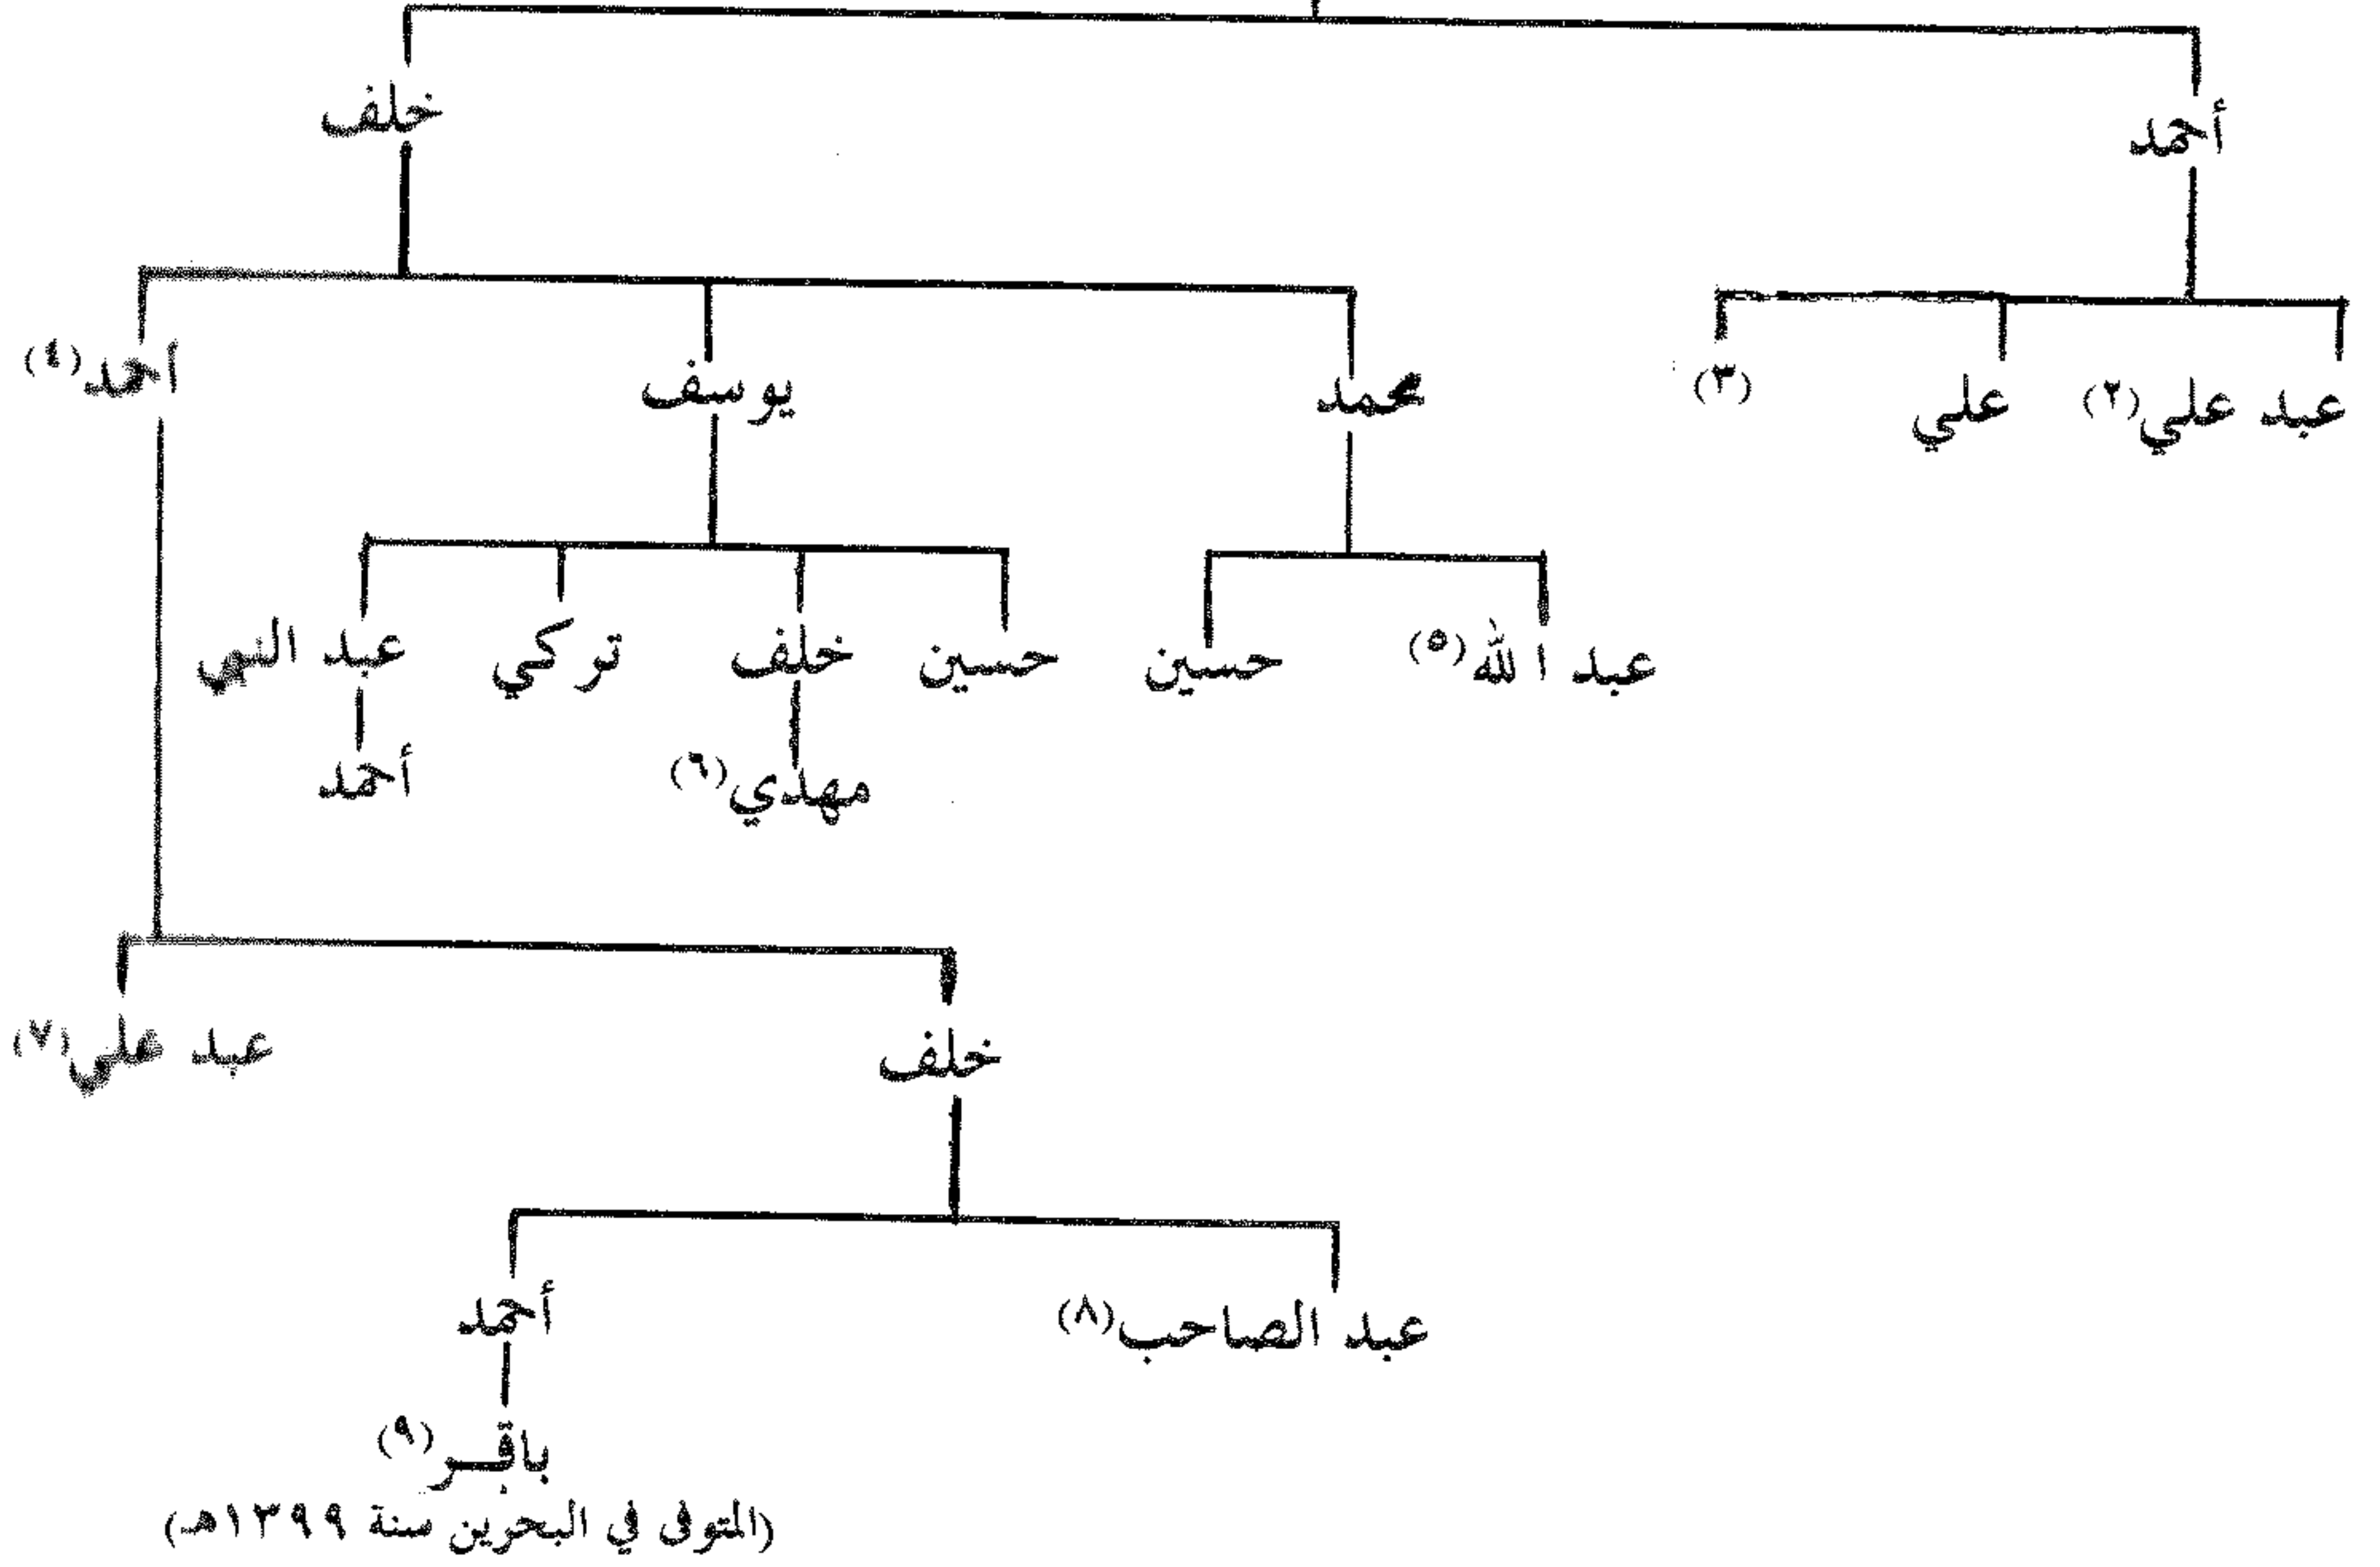 أحمد خلف
عبد علي(٢) علي (٣) محمد يوسف أحمد(٤)
عبد الله(٥) حسين حسين خلف تركي عبد النبي
مهدي(٦) أحمد
خلف عبد علي(٧)
عبد الصاحب(٨) أحمد
باقر(٩)
(المتوفى في البحرين سنة ١٣٩٩هـ)